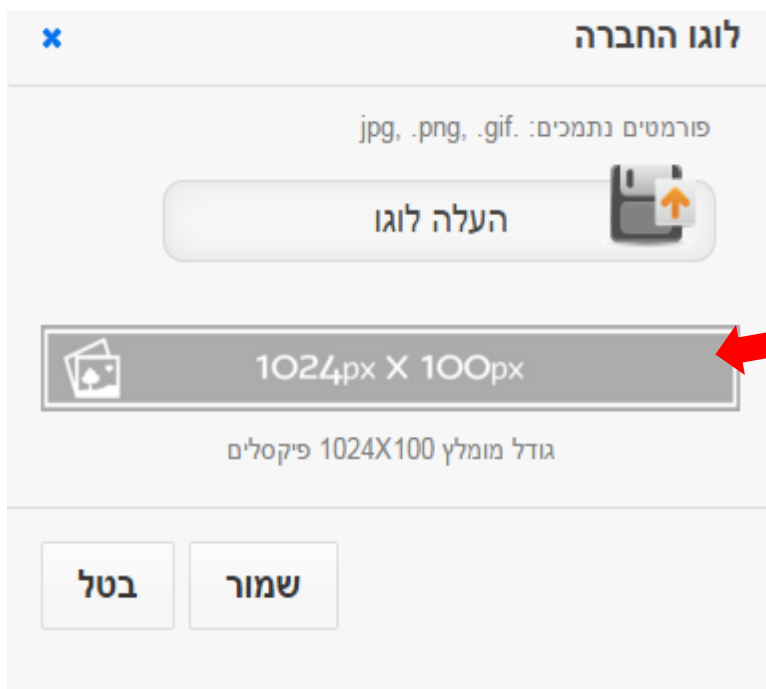 לוגו החברה
פורמטים נתמכים: .jpg, .png, .gif
העלה לוגו
1024px X 100px
גודל מומלץ 1024X100 פיקסלים
שמור
בטל